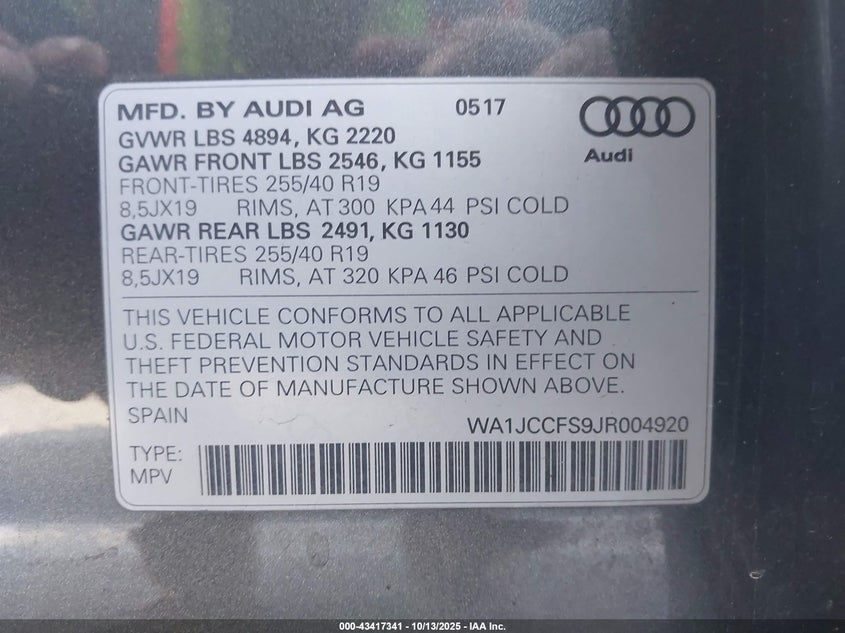 MFD. BY AUDI AG 0517
GVWR LBS 4894, KG 2220
GAWR FRONT LBS 2546, KG 1155
FRONT-TIRES 255/40 R19
8,5JX19 RIMS, AT 300 KPA 44 PSI COLD
GAWR REAR LBS 2491, KG 1130
REAR-TIRES 255/40 R19
8,5JX19 RIMS, AT 320 KPA 46 PSI COLD
Audi
THIS VEHICLE CONFORMS TO ALL APPLICABLE
U.S. FEDERAL MOTOR VEHICLE SAFETY AND
THEFT PREVENTION STANDARDS IN EFFECT ON
THE DATE OF MANUFACTURE SHOWN ABOVE.
SPAIN
WA1JCCFS9JR004920
TYPE:
MPV
000-43417341 - 10/13/2025 - IAA Inc.